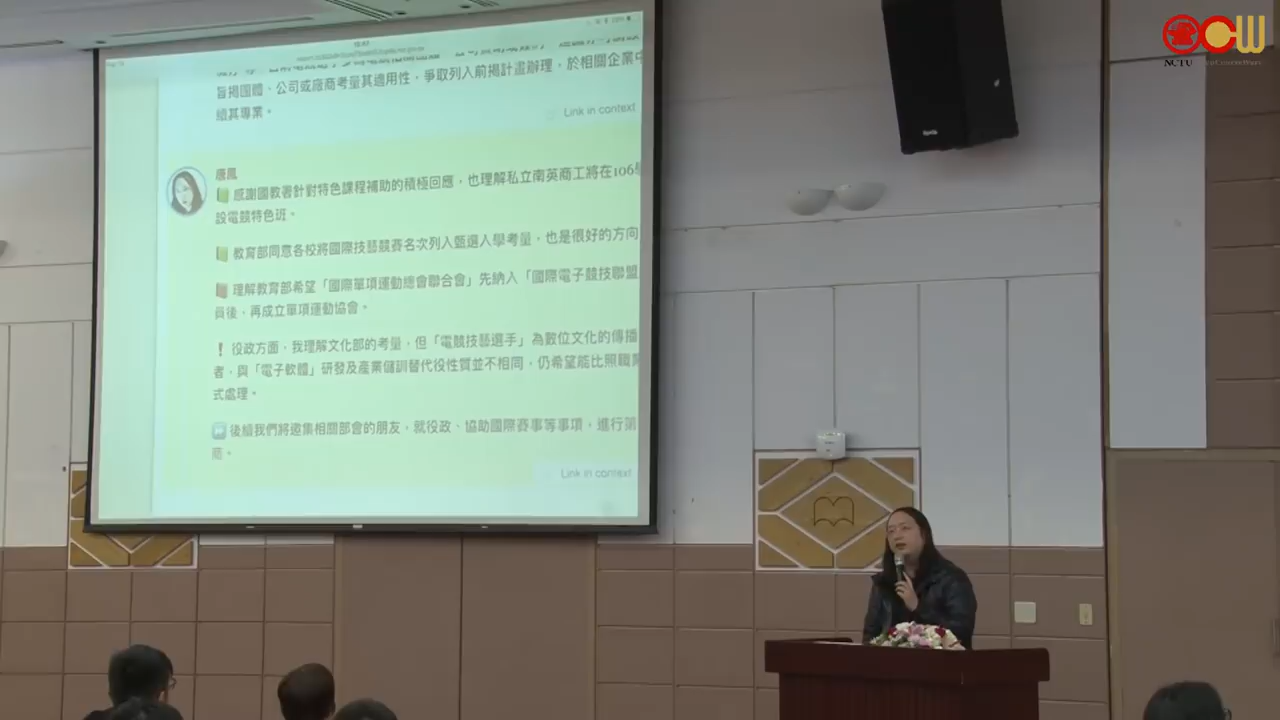 旨揭團體、公司或廠商考量其適用性，爭取列入前揭計畫辦理，於相關企業中
續其專業。
Link in context
唐鳳
感謝國教署針對特色課程補助的積極回應，也理解私立南英商工將在106學
設電競特色班。
教育部同意各校將國際技藝競賽名次列入甄選入學考量，也是很好的方向
理解教育部希望「國際單項運動總會聯合會」先納入「國際電子競技聯盟
員後，再成立單項運動協會。
❗ 役政方面，我理解文化部的考量，但「電競技藝選手」為數位文化的傳播
者，與「電子軟體」研發及產業儲訓替代役性質並不相同，仍希望能比照職業
式處理。
後續我們將邀集相關部會的朋友，就役政、協助國際賽事等事項，進行第
商。
Link in context
OCW
NCTU